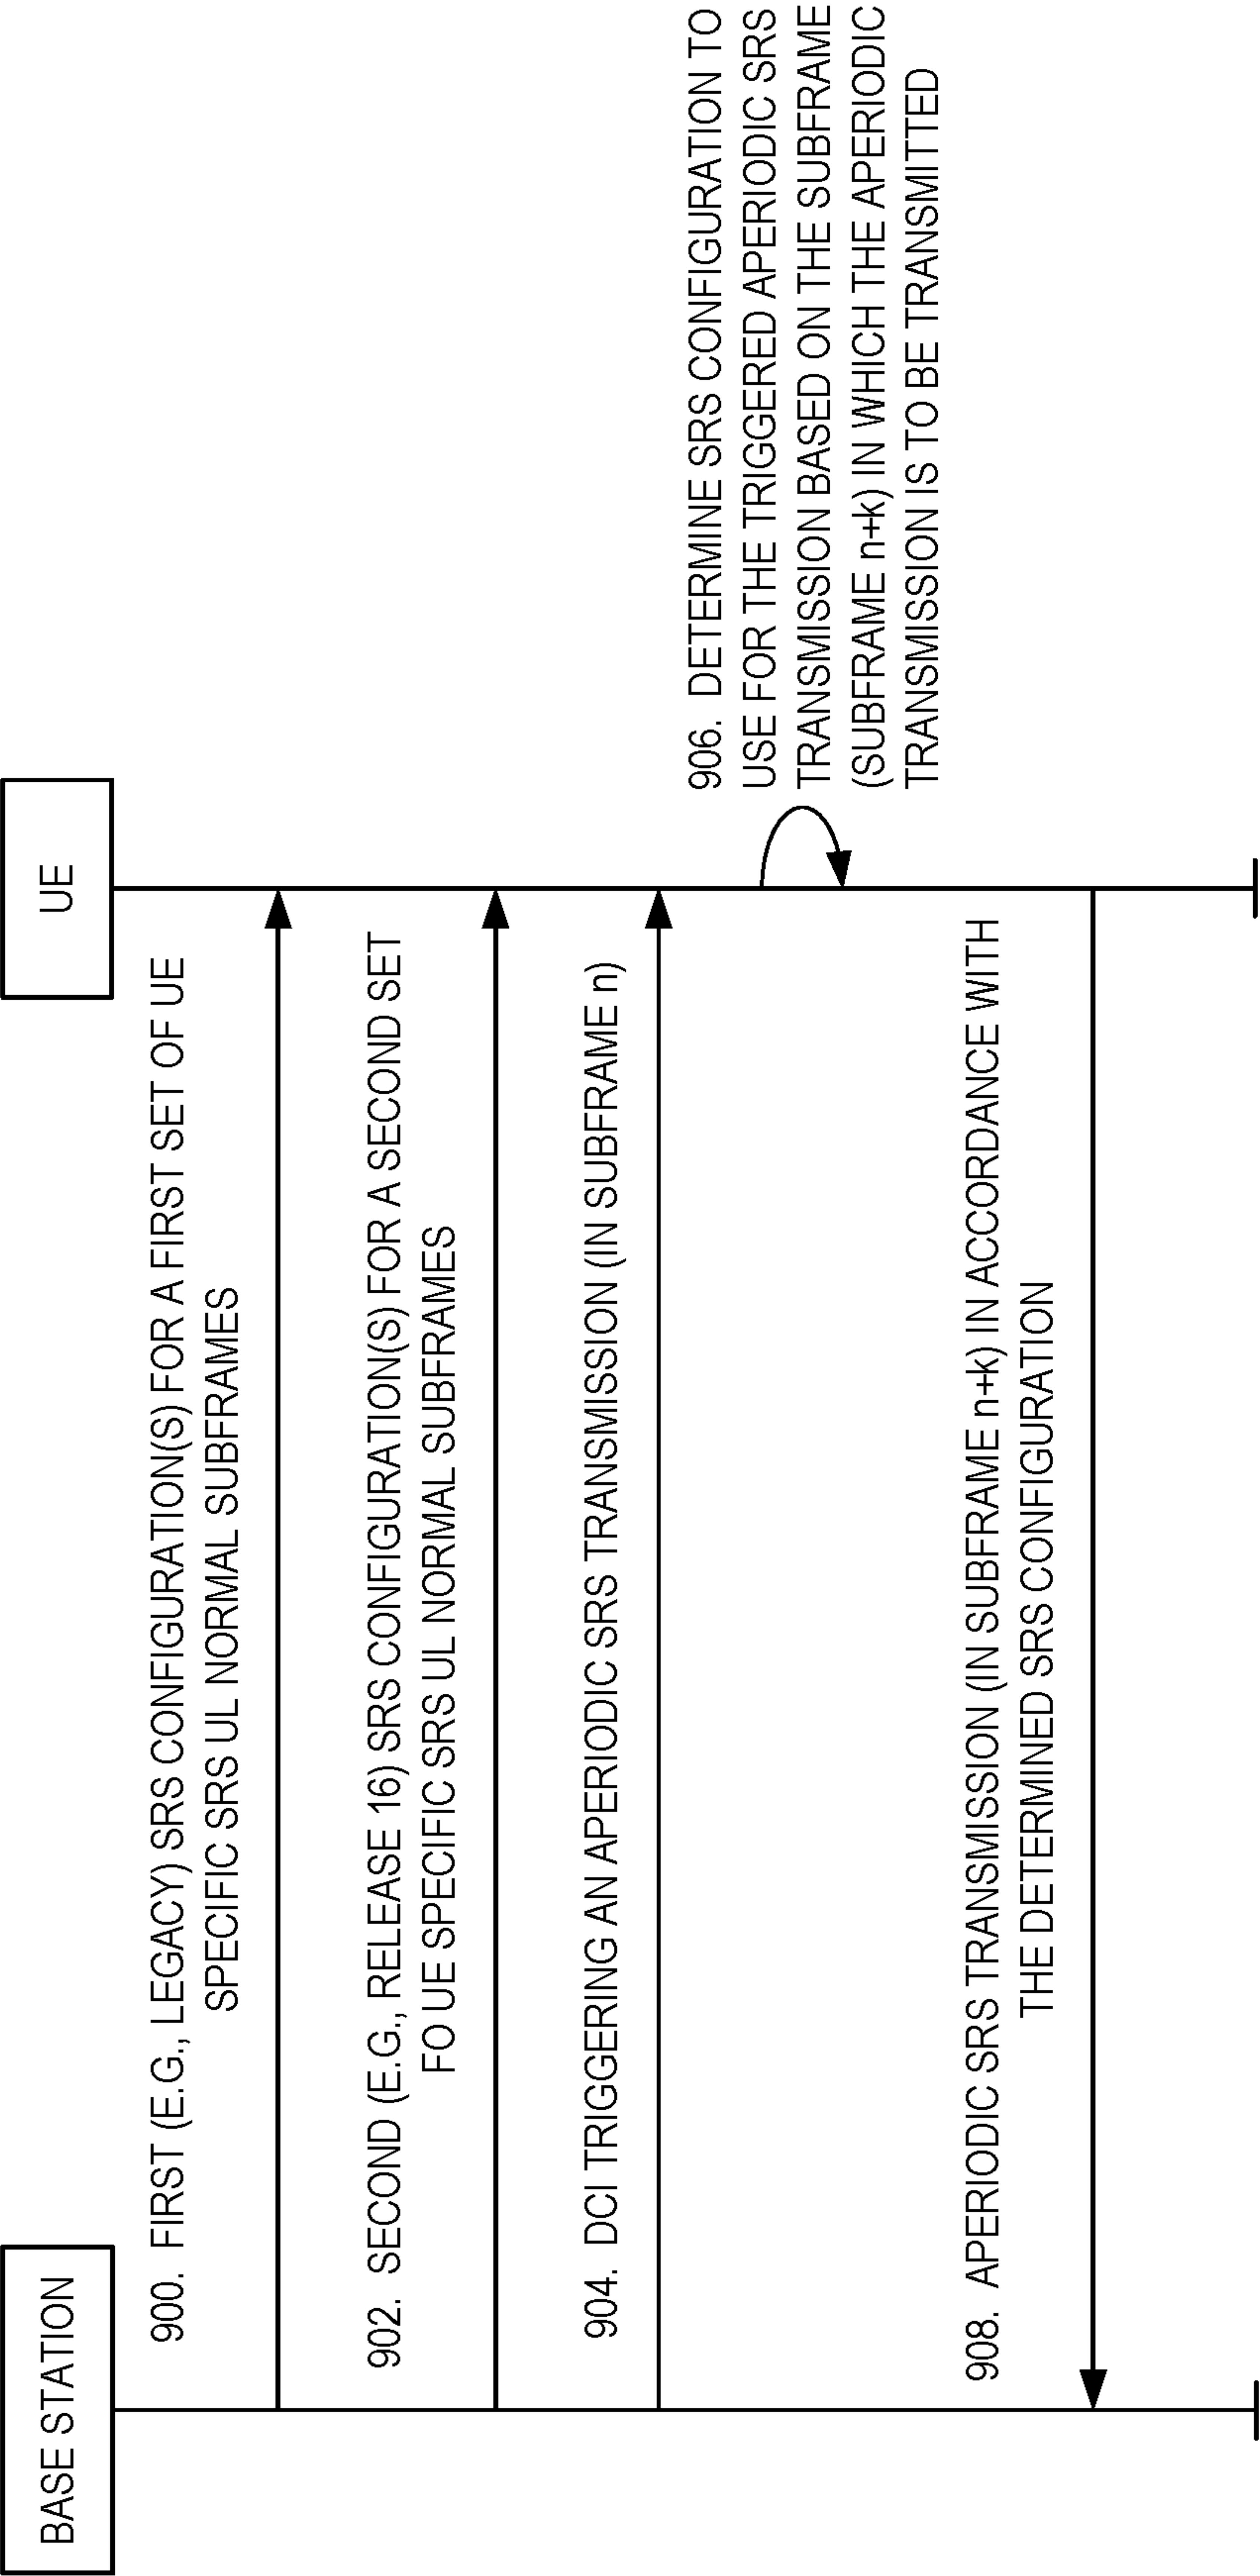 BASE STATION
UE
900. FIRST (E.G., LEGACY) SRS CONFIGURATION(S) FOR A FIRST SET OF UE
SPECIFIC SRS UL NORMAL SUBFRAMES
902. SECOND (E.G., RELEASE 16) SRS CONFIGURATION(S) FOR A SECOND SET
FO UE SPECIFIC SRS UL NORMAL SUBFRAMES
904. DCI TRIGGERING AN APERIODIC SRS TRANSMISSION (IN SUBFRAME n)
906. DETERMINE SRS CONFIGURATION TO
USE FOR THE TRIGGERED APERIODIC SRS
TRANSMISSION BASED ON THE SUBFRAME
(SUBFRAME n+k) IN WHICH THE APERIODIC
TRANSMISSION IS TO BE TRANSMITTED
908. APERIODIC SRS TRANSMISSION (IN SUBFRAME n+k) IN ACCORDANCE WITH
THE DETERMINED SRS CONFIGURATION